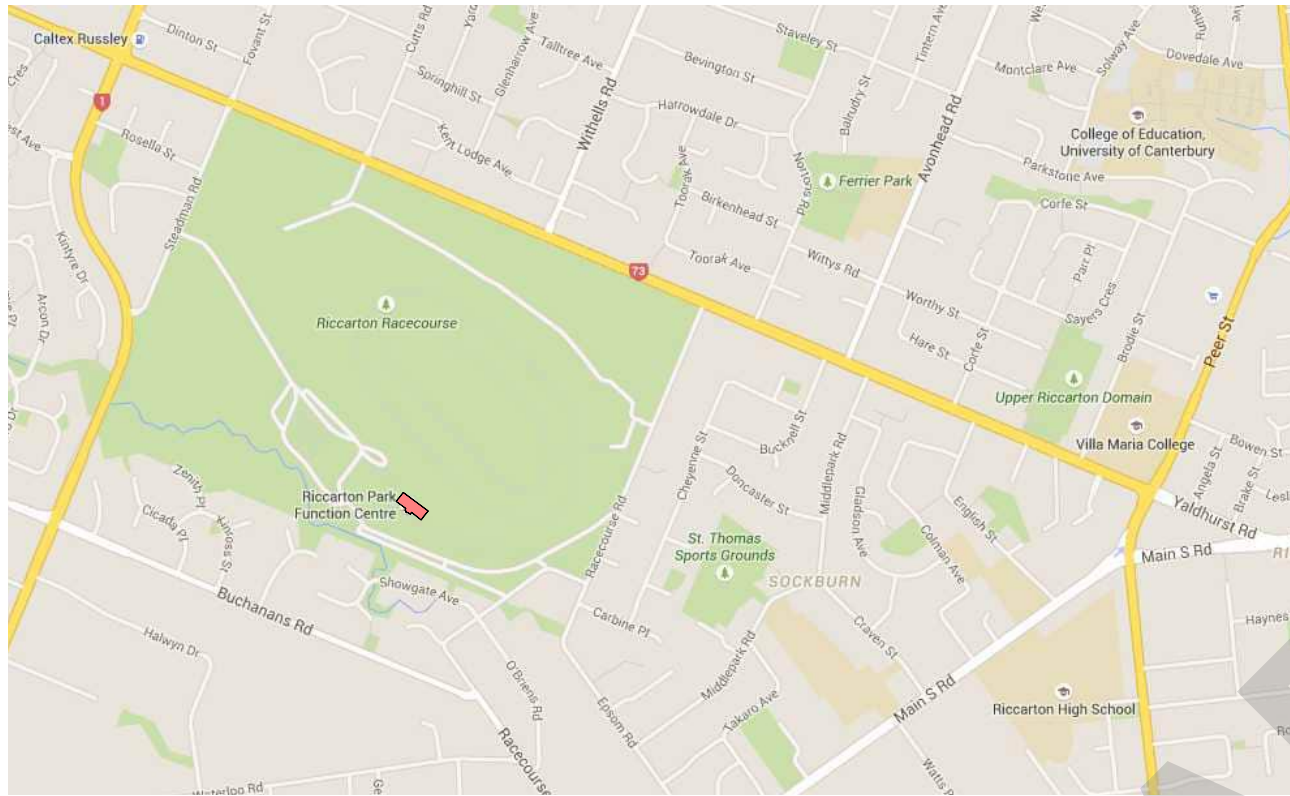 Caltex Russley
Dinton St
Fovant St
Cutts Rd
Glenharrow Ave
Talltree Ave
Springhill St
Kent Lodge Ave
Withells Rd
Staveley St
Bevington St
Harrowdale Dr
Balrudry St
Tintern Ave
Avonhead Rd
Montclare Ave
Solway Ave
Dovedale Ave
College of Education,
University of Canterbury
Parkstone Ave
Corfe St
1
Rosella St
Steadman Rd
Kintyre Dr
Arcon Dr
Toorak Ave
Nortons Rd
Ferrier Park
Birkenhead St
Toorak Ave
Wittys Rd
73
Riccarton Racecourse
Worthy St
Hare St
Corfe St
Parr Pl
Sayers Cres
Brodie St
Peer St
Upper Riccarton Domain
Villa Maria College
Bowen St
Angela St
Brake St
Yaldhurst Rd
Bucknell St
Cheyenne St
Doncaster St
Middlepark Rd
Gladson Ave
Colman Ave
English St
Main S Rd
Riccarton Park
Function Centre
Zenith Pl
Cicada Pl
Kinross St
Buchanans Rd
Showgate Ave
Racecourse Rd
St. Thomas
Sports Grounds
SOCKBURN
Carbine Pl
Halwyn Dr
O'Briens Rd
Epsom Rd
Middlepark Rd
Takaro Ave
Craven St
Main S Rd
Riccarton High School
Haynes
Racecourse
Waterloo Rd
Watts